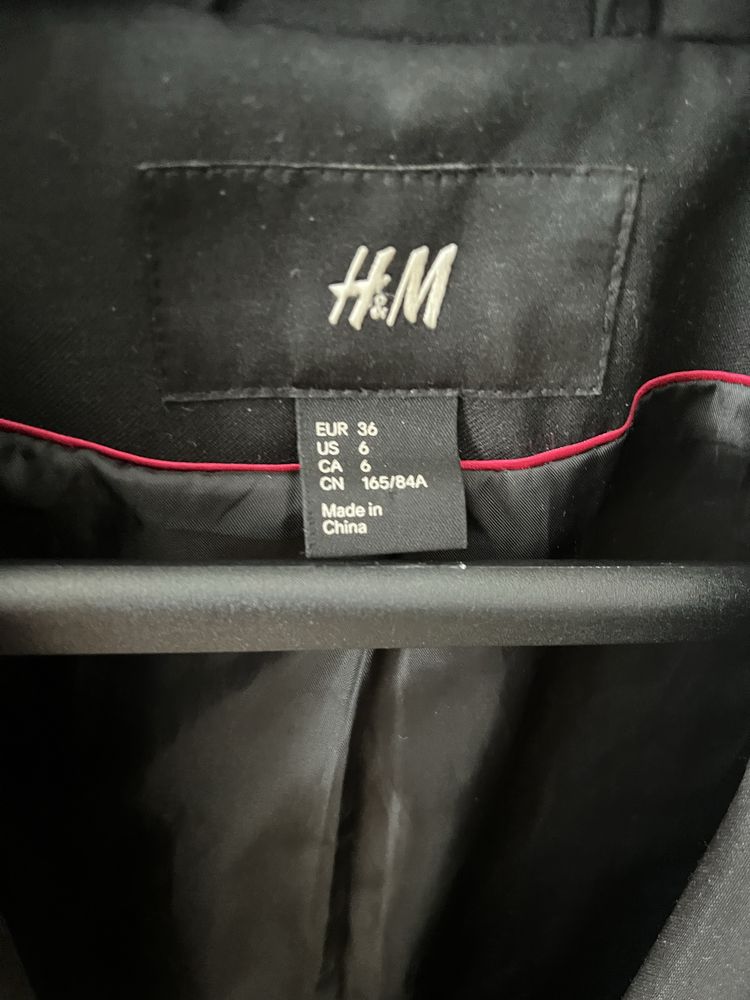 H&M
EUR 36
US 6
CA 6
CN 165/84A
Made in
China